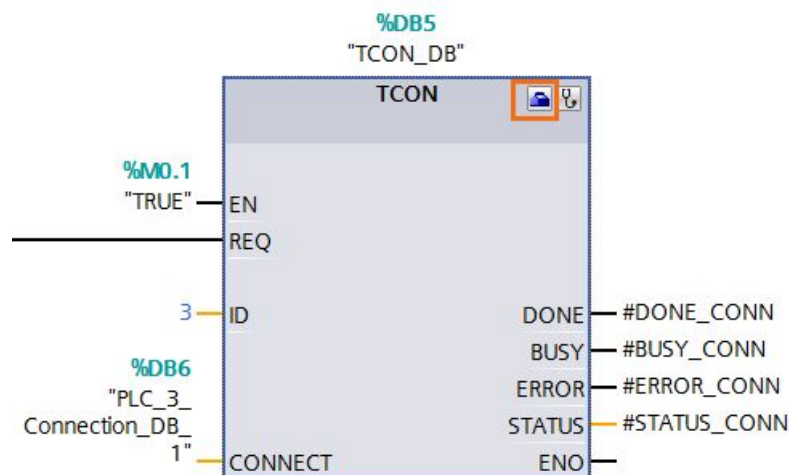 %DB5
"TCON_DB"
TCON
%M0.1
"TRUE"
EN
REQ
3
ID
DONE
#DONE_CONN
BUSY
#BUSY_CONN
%DB6
ERROR
#ERROR_CONN
"PLC_3_
Connection_DB_
STATUS
#STATUS_CONN
1"
CONNECT
ENO